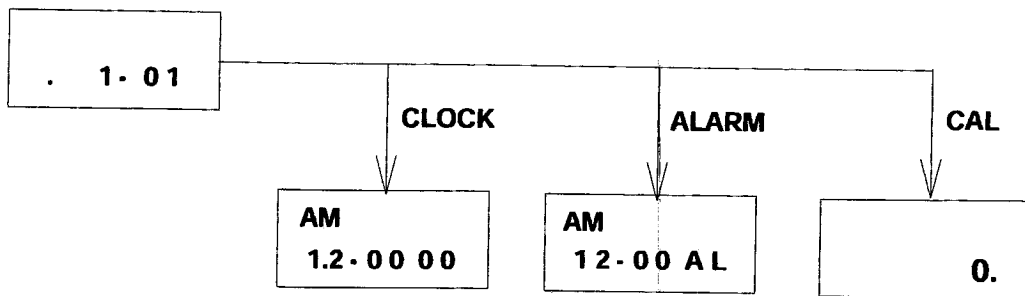 . 1- 01
CLOCK
ALARM
CAL
AM
1.2-00 00
AM
12-00 AL
0.